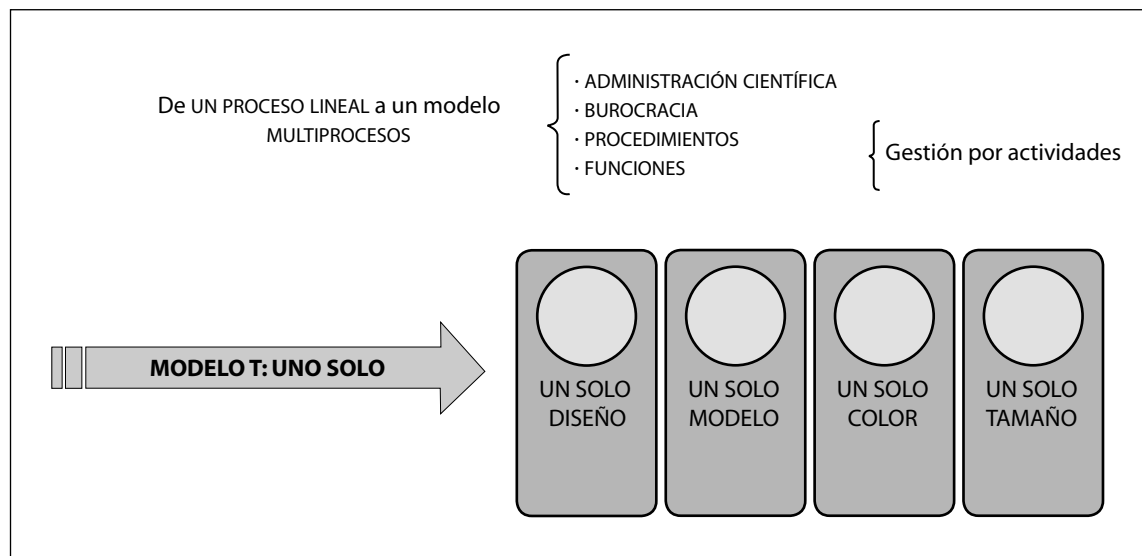 De UN PROCESO LINEAL a un modelo
MULTIPROCESOS
· ADMINISTRACIÓN CIENTÍFICA
· BUROCRACIA
· PROCEDIMIENTOS
· FUNCIONES
Gestión por actividades
MODELO T: UNO SOLO
UN SOLO
DISEÑO
UN SOLO
MODELO
UN SOLO
COLOR
UN SOLO
TAMAÑO